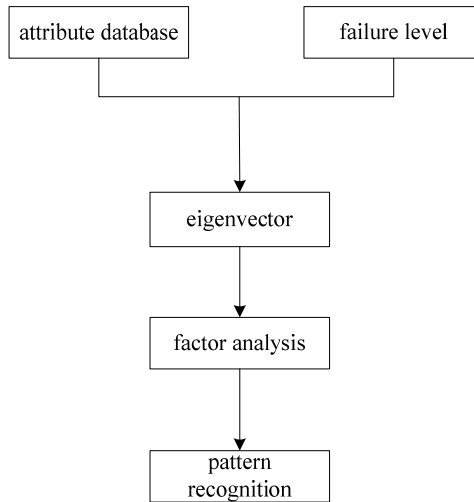 attribute database
failure level
eigenvector
factor analysis
pattern
recognition